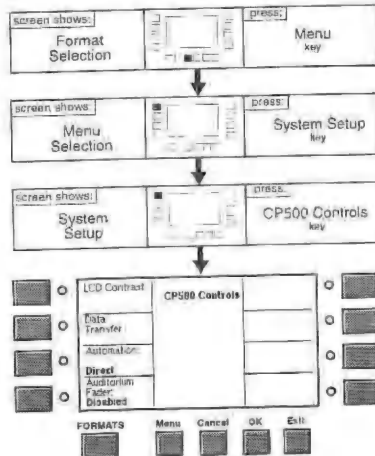 screen shows:
Format
Selection
press:
Menu
key
screen shows:
Menu
Selection
press:
System Setup
key
screen shows:
System
Setup
press:
CP500 Controls
key
LCD Contrast
CP500 Controls
Data
Transfer
Automation:
Direct
Auditorium
Fader:
Disabled
FORMATS
Menu
Cancel
OK
Exit